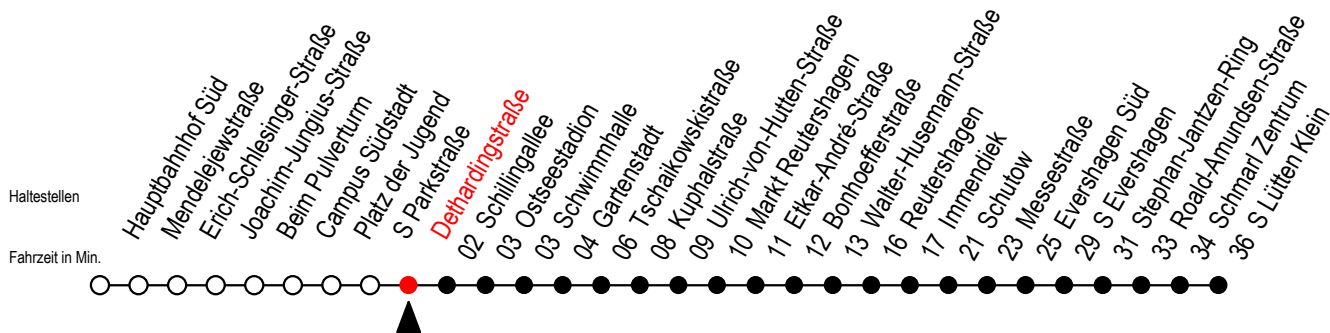 Haltestellen
Fahrzeit in Min.
Hauptbahnhof Süd
Mendelejewstraße
Erich-Schlesinger-Straße
Joachim-Jungius-Straße
Beim Pulverturm
Campus Südstadt
Platz der Jugend
S Parkstraße
Dethardingstraße
02 Schillingallee
03 Ostseestadion
03 Schwimmhalle
04 Gartenstadt
06 Tschaikowskistraße
08 Kuphalstraße
09 Ulrich-von-Hutten-Straße
10 Markt Reutershagen
11 Etkar-André-Straße
12 Bonhoefferstraße
13 Walter-Husemann-Straße
16 Reutershagen
17 Immendiek
21 Schutow
23 Messestraße
25 Evershagen Süd
29 S Evershagen
31 Stephan-Jantzen-Ring
33 Roald-Amundsen-Straße
34 Schmarl Zentrum
36 S Lütten Klein